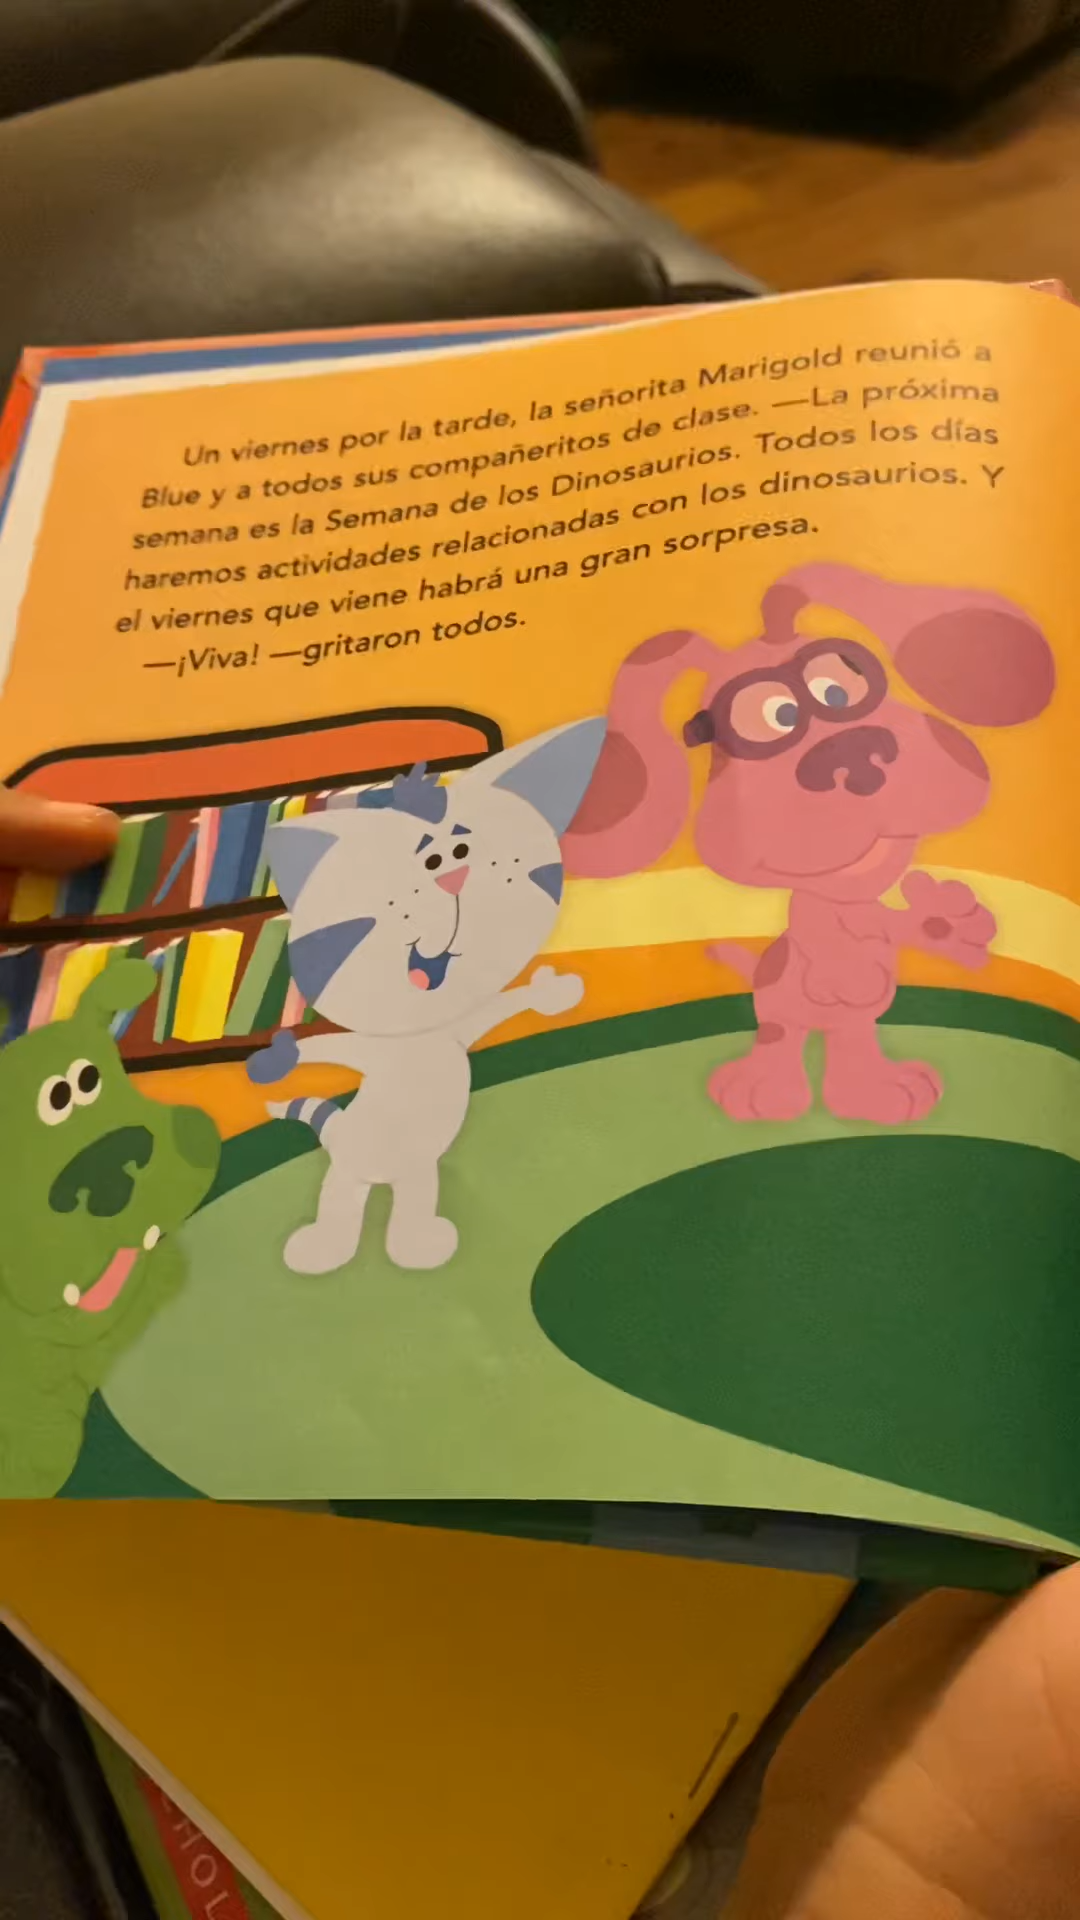 Un viernes por la tarde, la señorita Marigold reunió a
Blue y a todos sus compañeritos de clase. —La próxima
semana es la Semana de los Dinosaurios. Todos los días
haremos actividades relacionadas con los dinosaurios. Y
el viernes que viene habrá una gran sorpresa.
—¡Viva! —gritaron todos.
CHOL